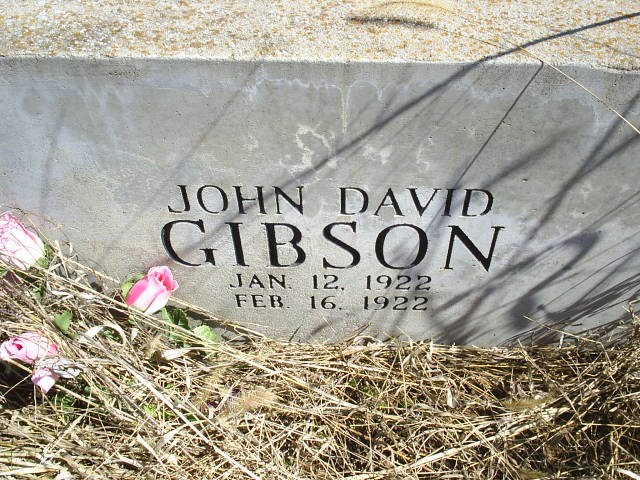 JOHN DAVID
GIBSON
JAN. 12, 1922
FEB. 16, 1922